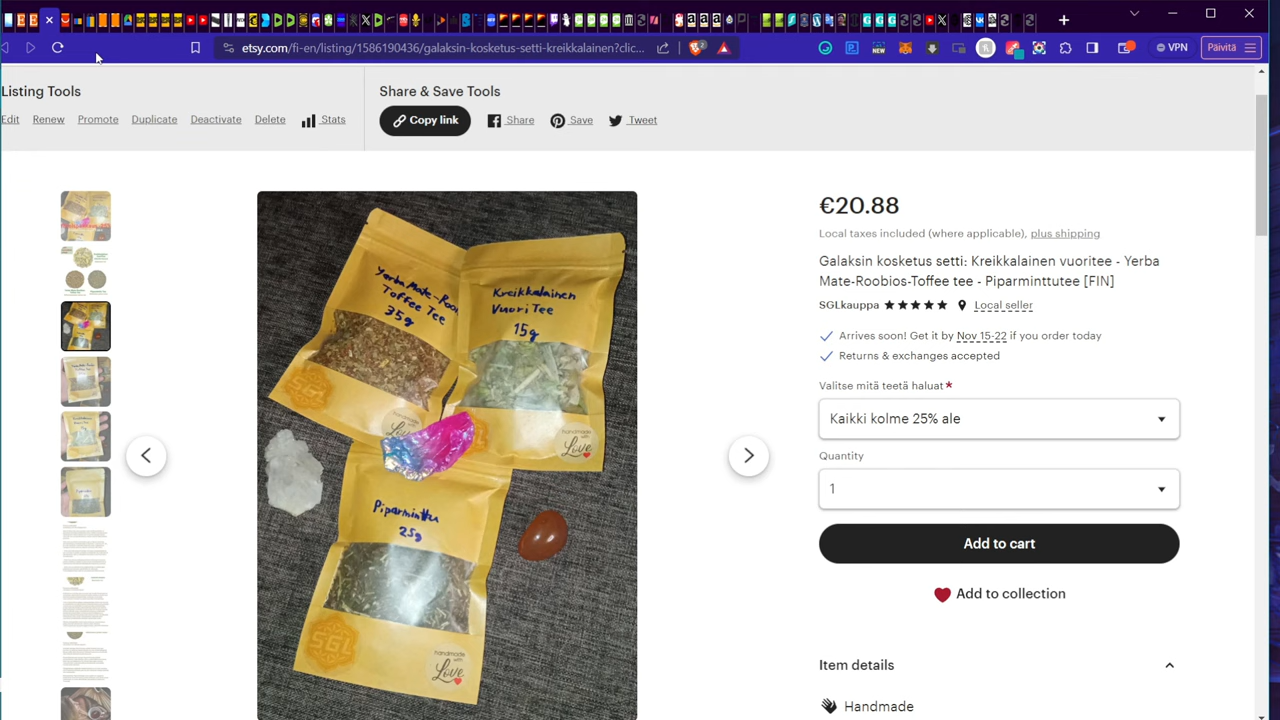 etsy.com/fi-en/listing/1586190436/galaksin-kosketus-setti-kreikkalainen?clic...
VPN
Päivitä
Listing Tools
Edit Renew Promote Duplicate Deactivate Delete Stats
Share & Save Tools
Copy link Share Save Tweet
Yerba Mate-Rooi
Toffee Tee
35g
Kreikkalainen
Vuori Tee
15g
handmade
with
Love
Piparminttu
25g
handmade
with
Love
€20.88
Local taxes included (where applicable), plus shipping
Galaksin kosketus setti: Kreikkalainen vuoritee - Yerba
Mate-Roobios-Toffee tee - Piparminttutee [FIN]
SGLkauppa Local seller
Arrives soon! Get it by Nov 15-22 if you order today
Returns & exchanges accepted
Valitse mitä teetä haluat *
Kaikki kolme 25% ale
Quantity
1
Add to cart
Add to collection
Item details
Handmade